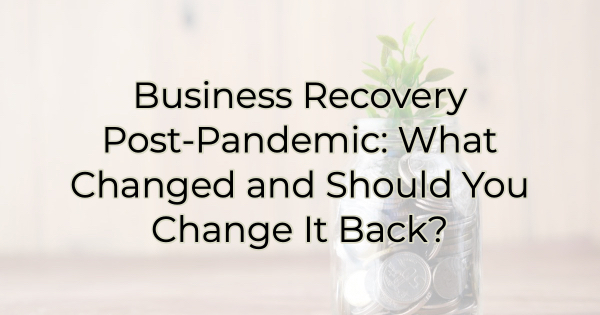 Business Recovery
Post-Pandemic: What
Changed and Should You
Change It Back?